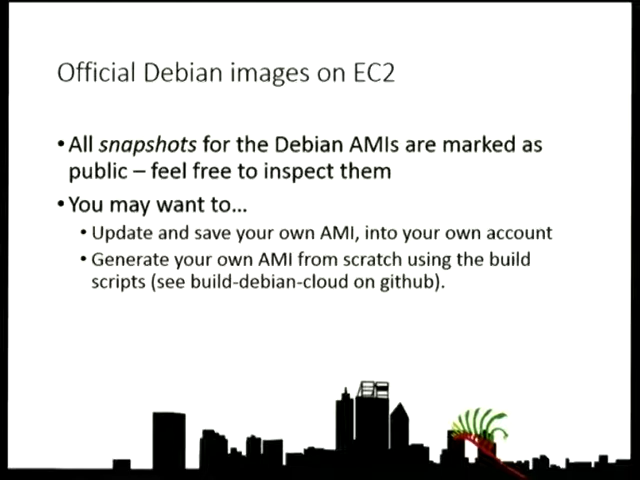 Official Debian images on EC2
•All snapshots for the Debian AMIs are marked as
public – feel free to inspect them
•You may want to…
• Update and save your own AMI, into your own account
• Generate your own AMI from scratch using the build
scripts (see build-debian-cloud on github).